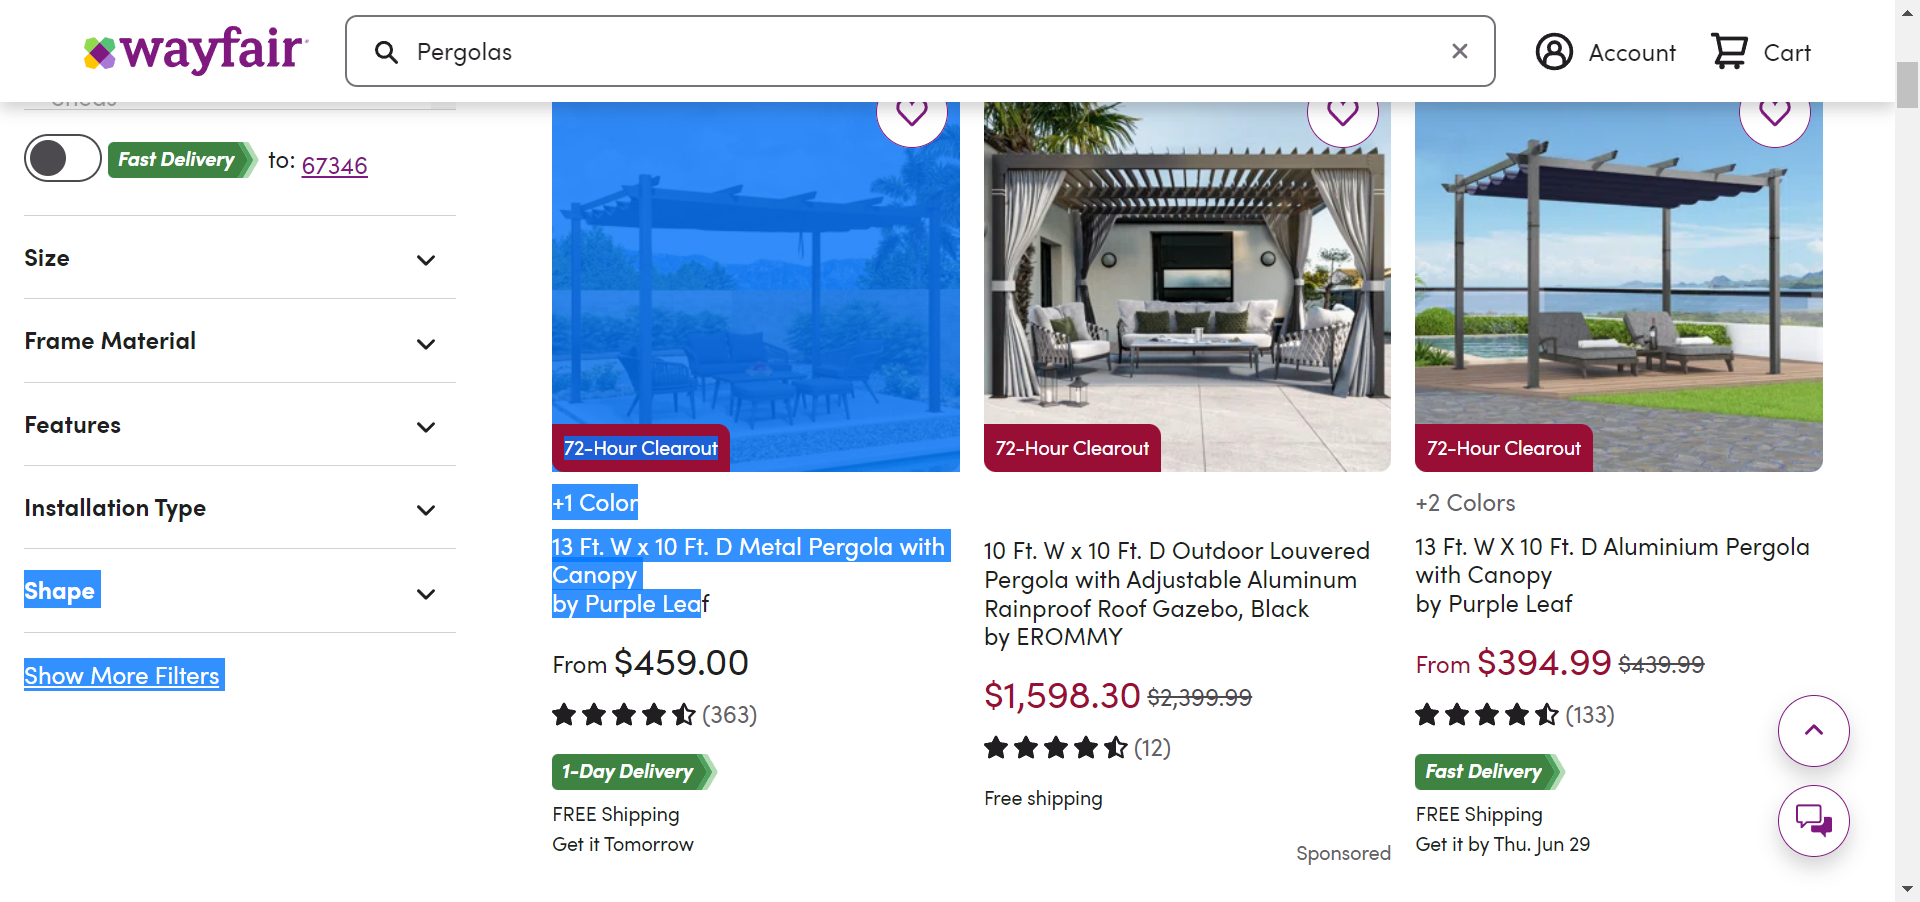 wayfair
Pergolas
Account
Cart
Sheds
Fast Delivery to: 67346
Size
Frame Material
Features
Installation Type
Shape
Show More Filters
72-Hour Clearout
+1 Color
13 Ft. W x 10 Ft. D Metal Pergola with
Canopy
by Purple Leaf
From $459.00
(363)
1-Day Delivery
FREE Shipping
Get it Tomorrow
72-Hour Clearout
10 Ft. W x 10 Ft. D Outdoor Louvered
Pergola with Adjustable Aluminum
Rainproof Roof Gazebo, Black
by EROMMY
$1,598.30 $2,399.99
(12)
Free shipping
Sponsored
72-Hour Clearout
+2 Colors
13 Ft. W X 10 Ft. D Aluminium Pergola
with Canopy
by Purple Leaf
From $394.99 $439.99
(133)
Fast Delivery
FREE Shipping
Get it by Thu. Jun 29